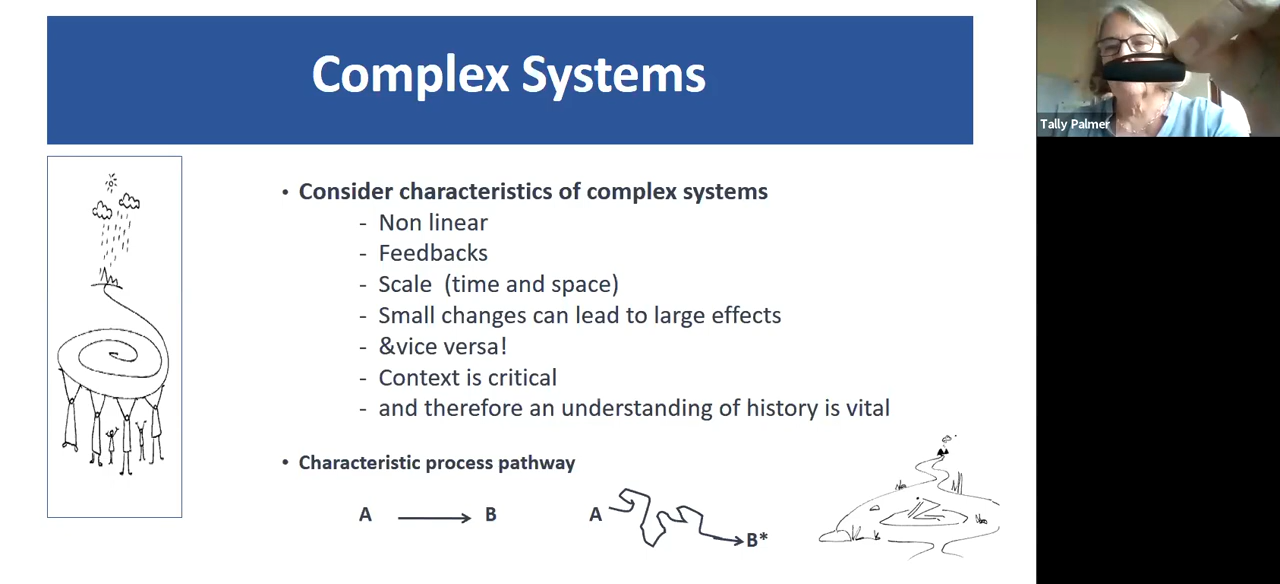 Complex Systems
Tally Palmer
• Consider characteristics of complex systems
- Non linear
- Feedbacks
- Scale (time and space)
- Small changes can lead to large effects
- &vice versa!
- Context is critical
- and therefore an understanding of history is vital
• Characteristic process pathway
A B A B*